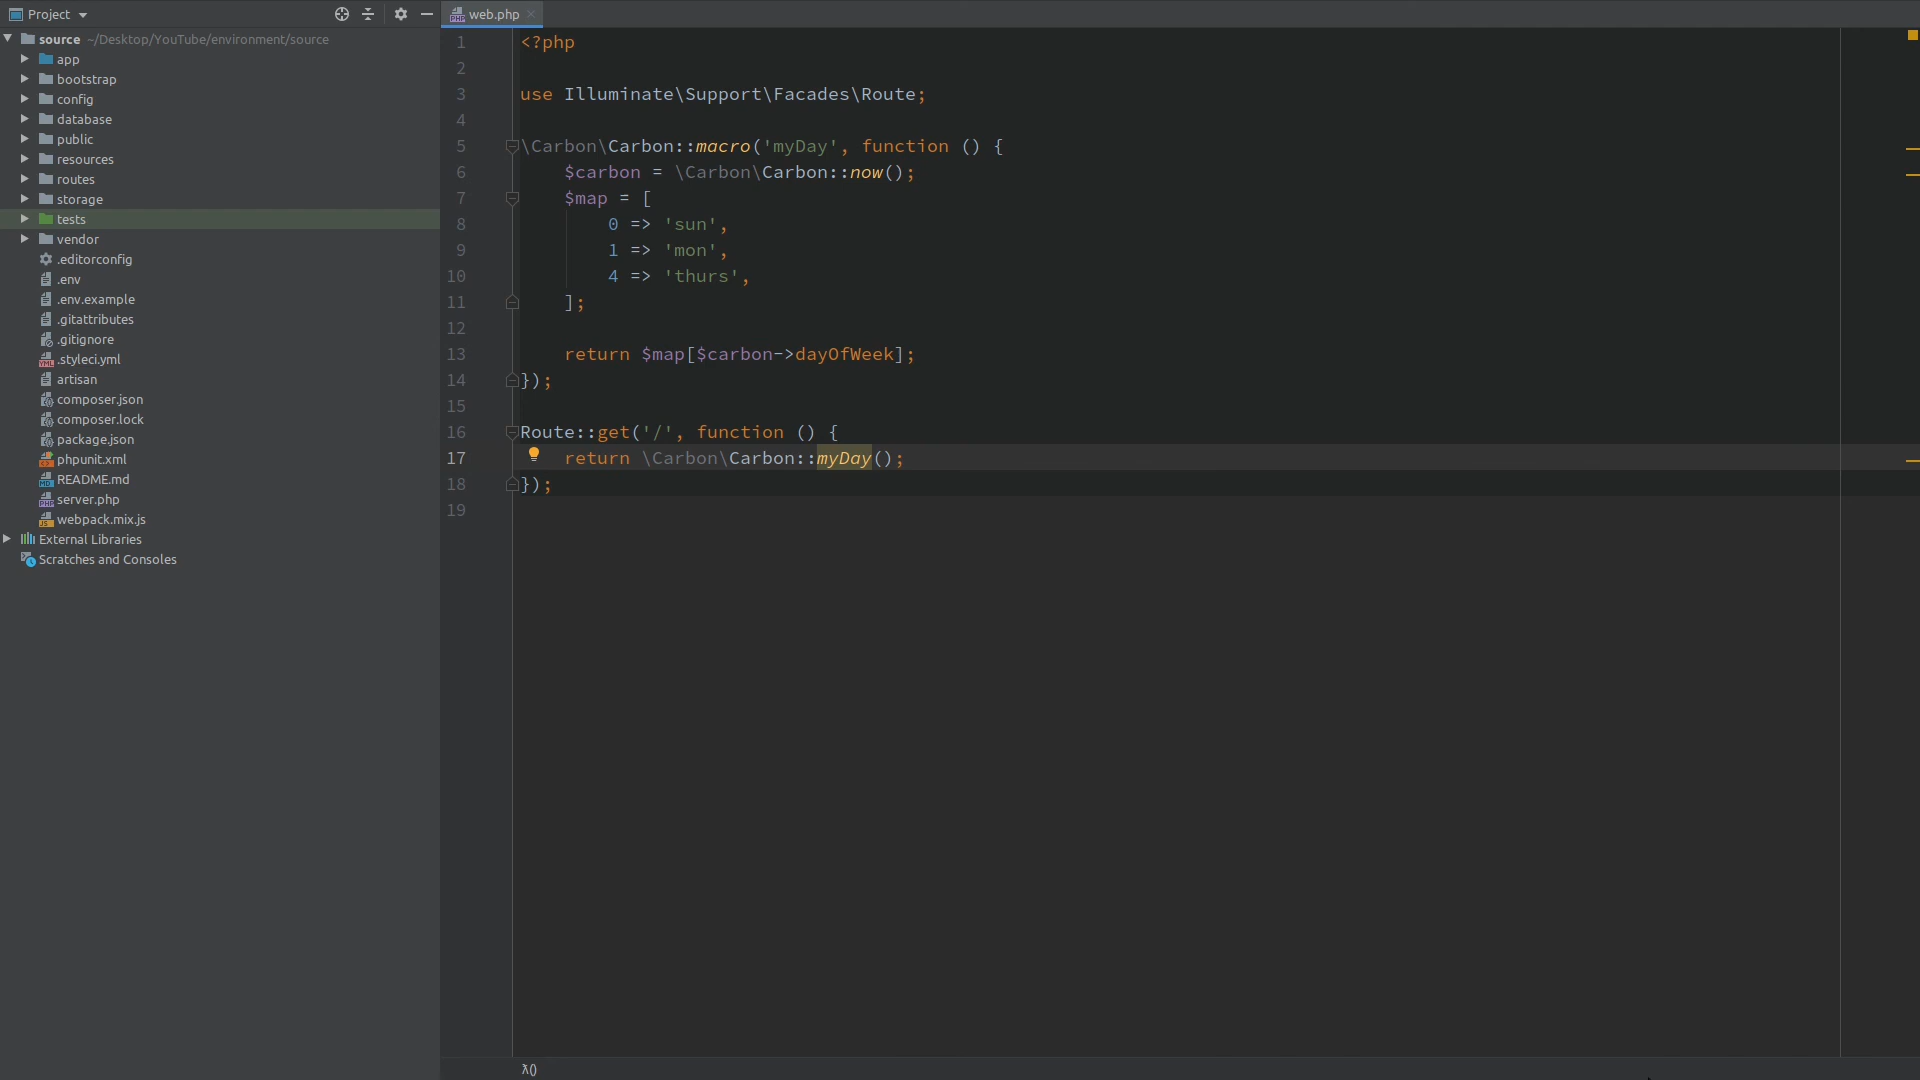 Project
source ~/Desktop/YouTube/environment/source
app
bootstrap
config
database
public
resources
routes
storage
tests
vendor
.editorconfig
.env
.env.example
.gitattributes
.gitignore
.styleci.yml
artisan
composer.json
composer.lock
package.json
phpunit.xml
README.md
server.php
webpack.mix.js
External Libraries
Scratches and Consoles
web.php
1 <?php
2
3 use Illuminate\Support\Facades\Route;
4
5 \Carbon\Carbon::macro('myDay', function () {
6 $carbon = \Carbon\Carbon::now();
7 $map = [
8 0 => 'sun',
9 1 => 'mon',
10 4 => 'thurs',
11 ];
12
13 return $map[$carbon->dayOfWeek];
14 });
15
16 Route::get('/', function () {
17 return \Carbon\Carbon::myDay();
18 });
19
λ()